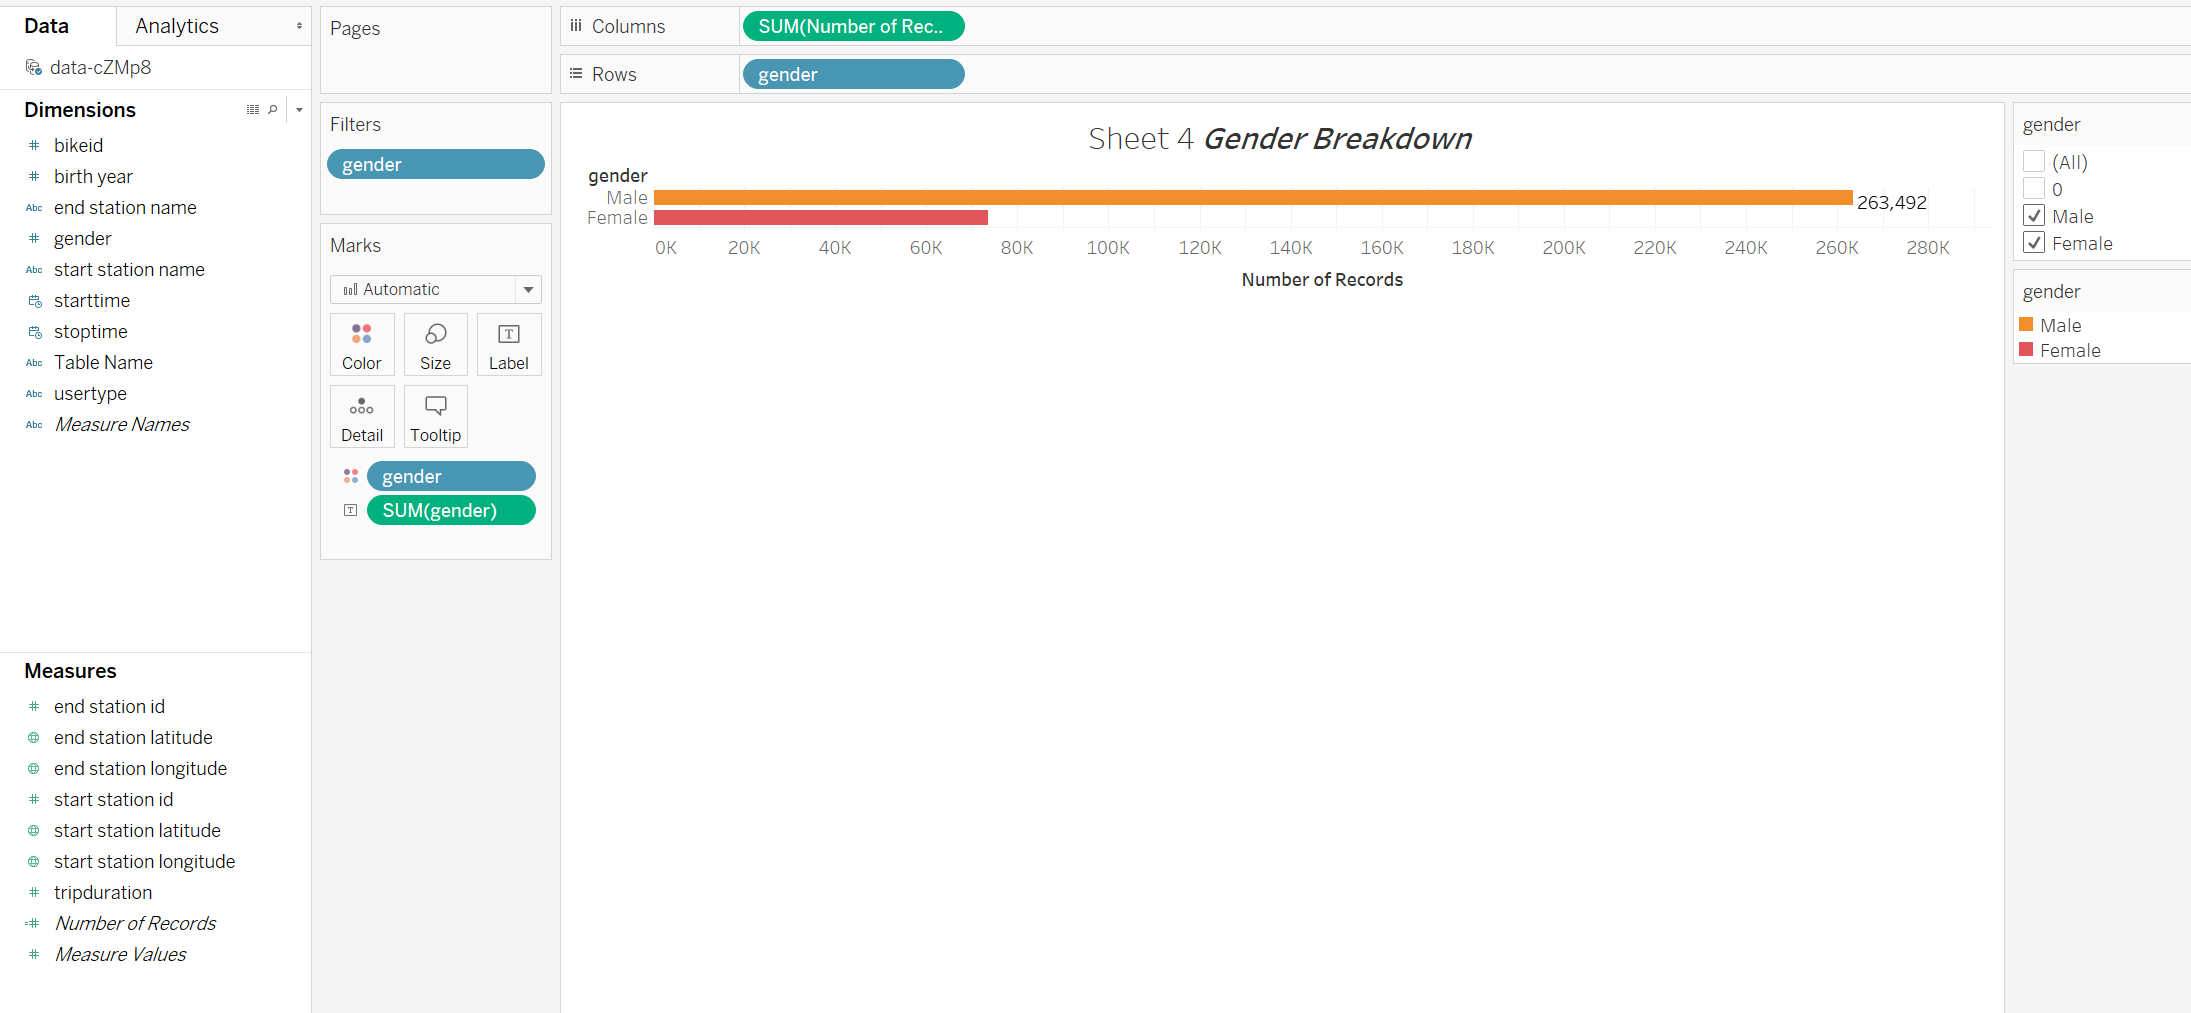 Data
Analytics
data-cZMp8
Dimensions
# bikeid
# birth year
Abc end station name
# gender
Abc start station name
starttime
stoptime
Abc Table Name
Abc usertype
Abc Measure Names
Measures
# end station id
end station latitude
end station longitude
# start station id
start station latitude
start station longitude
# tripduration
=# Number of Records
# Measure Values
Pages
Filters
gender
Marks
Automatic
Color
Size
T
Label
Detail
Tooltip
gender
T SUM(gender)
Columns
SUM(Number of Rec..
Rows
gender
Sheet 4 Gender Breakdown
gender
Male
263,492
Female
0K 20K 40K 60K 80K 100K 120K 140K 160K 180K 200K 220K 240K 260K 280K
Number of Records
gender
(All)
0
Male
Female
gender
Male
Female